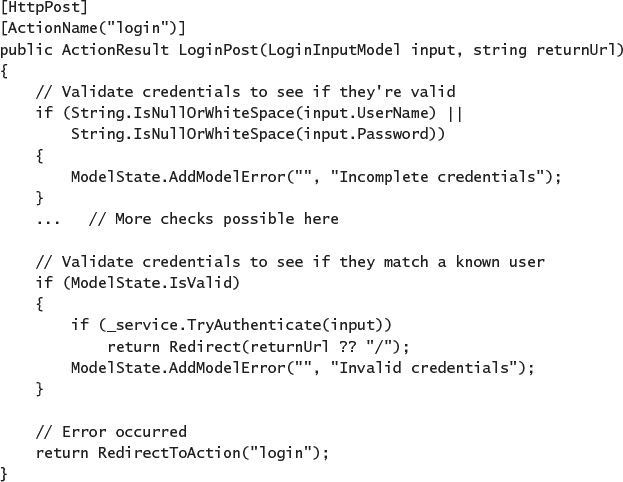 [HttpPost]
[ActionName("login")]
public ActionResult LoginPost(LoginInputModel input, string returnUrl)
{
    // Validate credentials to see if they're valid
    if (String.IsNullOrWhiteSpace(input.UserName) ||
        String.IsNullOrWhiteSpace(input.Password))
    {
        ModelState.AddModelError("", "Incomplete credentials");
    }
    ...   // More checks possible here

    // Validate credentials to see if they match a known user
    if (ModelState.IsValid)
    {
        if (_service.TryAuthenticate(input))
            return Redirect(returnUrl ?? "/");
        ModelState.AddModelError("", "Invalid credentials");
    }

    // Error occurred
    return RedirectToAction("login");
}